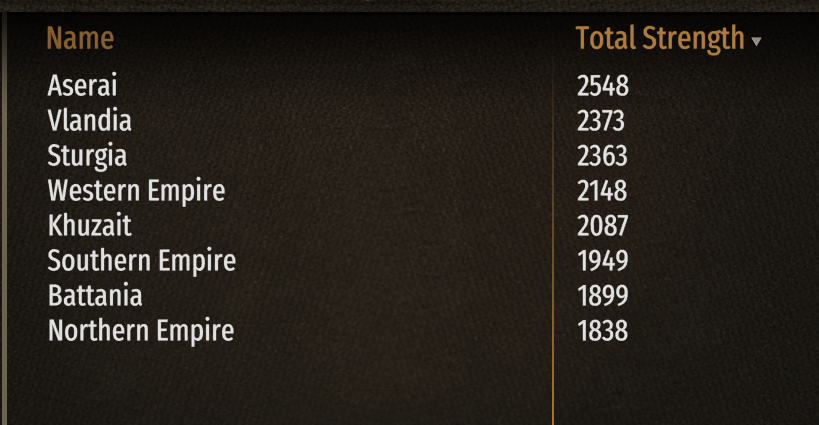 Name Total Strength
Aserai 2548
Vlandia 2373
Sturgia 2363
Western Empire 2148
Khuzait 2087
Southern Empire 1949
Battania 1899
Northern Empire 1838